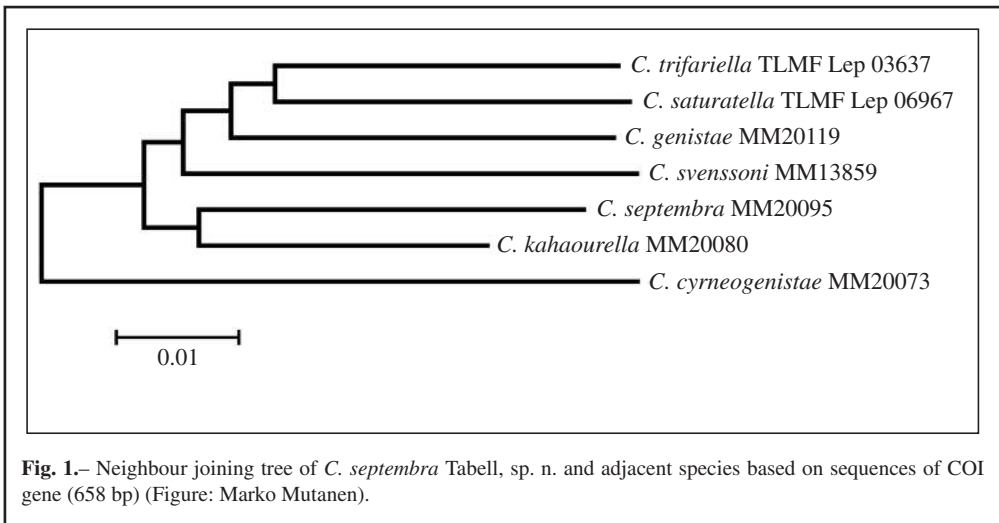 C. trifariella TLMF Lep 03637
C. saturatella TLMF Lep 06967
C. genistae MM20119
C. svenssoni MM13859
C. septembra MM20095
C. kahaourella MM20080
C. cyrneogenistae MM20073
0.01
Fig. 1.– Neighbour joining tree of C. septembra Tabell, sp. n. and adjacent species based on sequences of COI
gene (658 bp) (Figure: Marko Mutanen).